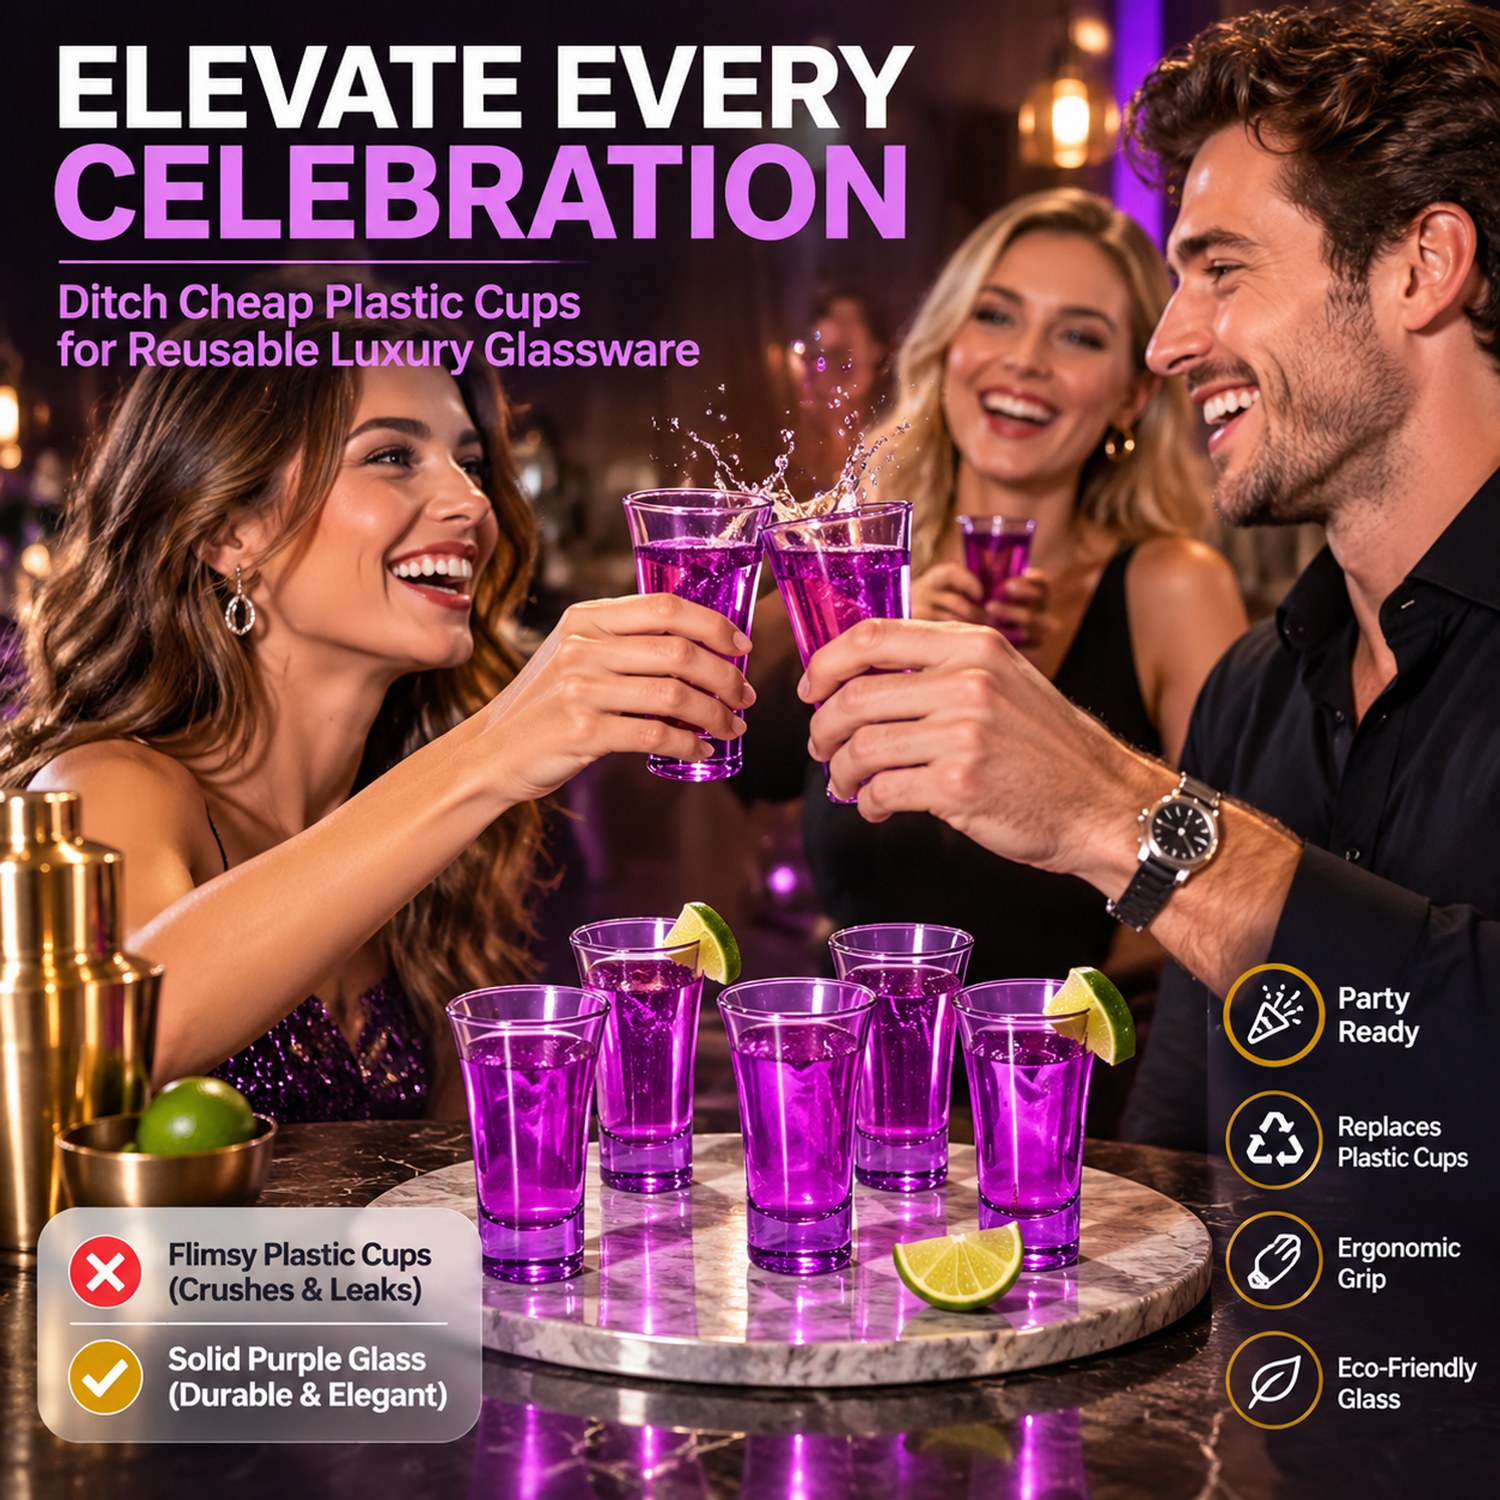 ELEVATE EVERY
CELEBRATION
Ditch Cheap Plastic Cups
for Reusable Luxury Glassware
Party
Ready
Replaces
Plastic Cups
Ergonomic
Grip
Eco-Friendly
Glass
Flimsy Plastic Cups
(Crushes & Leaks)
Solid Purple Glass
(Durable & Elegant)